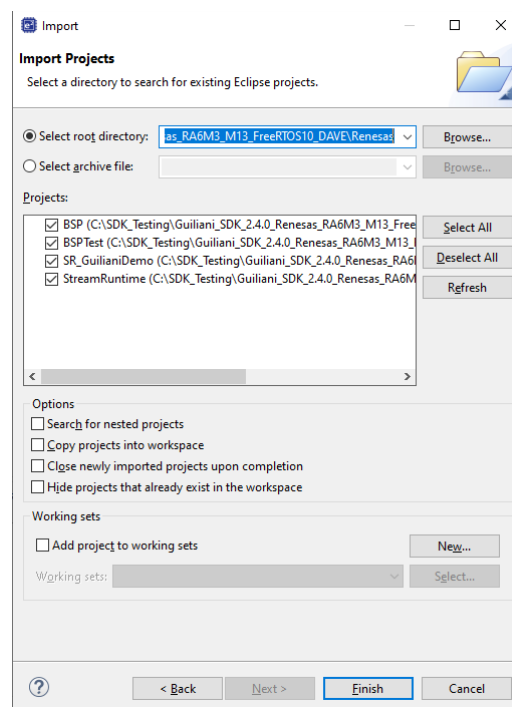 Import
Import Projects
Select a directory to search for existing Eclipse projects.
Select root directory: sas_RA6M3_M13_FreeRTOS10_DAVE\Renesas Browse...
Select archive file: Browse...
Projects:
BSP (C:\SDK_Testing\Guiliani_SDK_2.4.0_Renesas_RA6M3_M13_Free
Select All
BSPTest (C:\SDK_Testing\Guiliani_SDK_2.4.0_Renesas_RA6M3_M13_I
SR_GuilianiDemo (C:\SDK_Testing\Guiliani_SDK_2.4.0_Renesas_RA6I
Deselect All
StreamRuntime (C:\SDK_Testing\Guiliani_SDK_2.4.0_Renesas_RA6M
Refresh
Options
Search for nested projects
Copy projects into workspace
Close newly imported projects upon completion
Hide projects that already exist in the workspace
Working sets
Add project to working sets New...
Working sets: Select...
? < Back Next > Finish Cancel